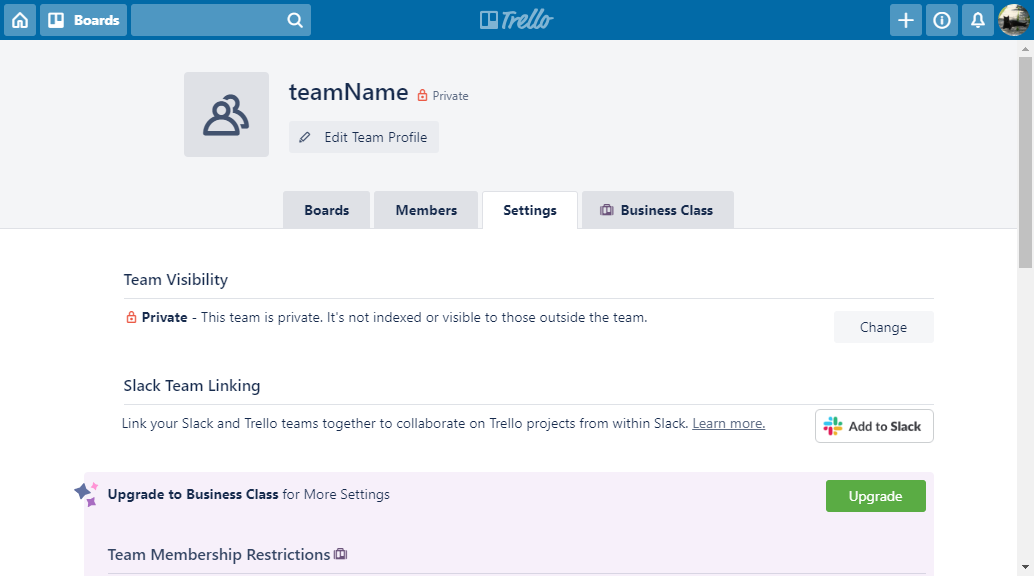 Boards
Trello
teamName Private
Edit Team Profile
Boards Members Settings Business Class
Team Visibility
Private - This team is private. It's not indexed or visible to those outside the team.
Change
Slack Team Linking
Link your Slack and Trello teams together to collaborate on Trello projects from within Slack. Learn more.
Add to Slack
Upgrade to Business Class for More Settings
Upgrade
Team Membership Restrictions